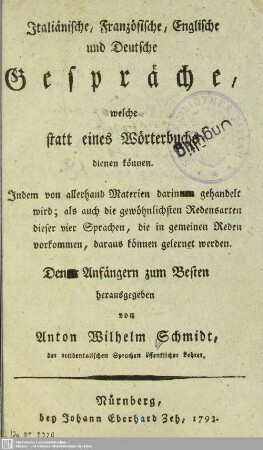 Italiänische, Französische, Englische
und Deutsche
Gespräche,
welche
statt eines Wörterbuchs
dienen können.
Indem von allerhand Materien darinnen gehandelt
wird; als auch die gewöhnlichsten Redensarten
dieser vier Sprachen, die in gemeinen Reden
vorkommen, daraus können gelernet werden.
Denen Anfängern zum Besten
herausgegeben
von
Anton Wilhelm Schmidt,
der occidentalischen Sprachen öffentlicher Lehrer.
Nürnberg,
bey Johann Eberhard Zeh, 1793.